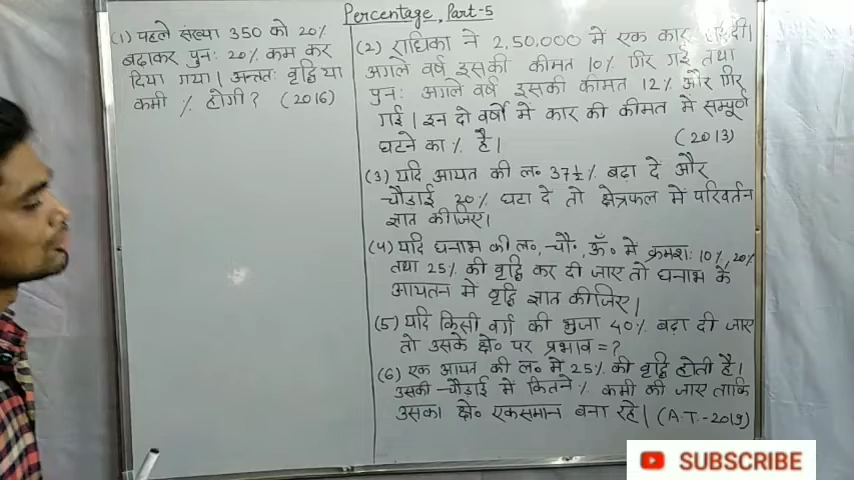 Percentage, Part-5
(1) पहले संख्या 350 को 20%
बढ़ाकर पुनः 20% कम कर
दिया गया। अन्ततः वृद्धि या
कमी % होगी? (2016)
(2) राधिका ने 2,50,000 में एक कार दी।
अगले वर्ष इसकी कीमत 10% गिर गई तथा
पुनः अगले वर्ष इसकी कीमत 12% और गिर
गई। इन दो वर्षों में कार की कीमत में सम्पूर्ण
घटने का % है। (2013)
(3) यदि आयत की ल० 37½% बढ़ा दें और
चौड़ाई 20% घटा दे तो क्षेत्रफल में परिवर्तन
ज्ञात कीजिए।
(4) यदि घनाभ की ल०, चौ०, ऊँ० में क्रमशः 10%, 20%
तथा 25% की वृद्धि कर दी जाए तो घनाभ के
आयतन में वृद्धि ज्ञात कीजिए।
(5) यदि किसी वर्ग की भुजा 40% बढ़ा दी जाए
तो उसके क्षे० पर प्रभाव = ?
(6) एक आयत की ल० में 25% की वृद्धि होती है।
उसकी चौड़ाई में कितने % कमी की जाए ताकि
उसका क्षे० एकसमान बना रहे। (A.T.-2019)
SUBSCRIBE